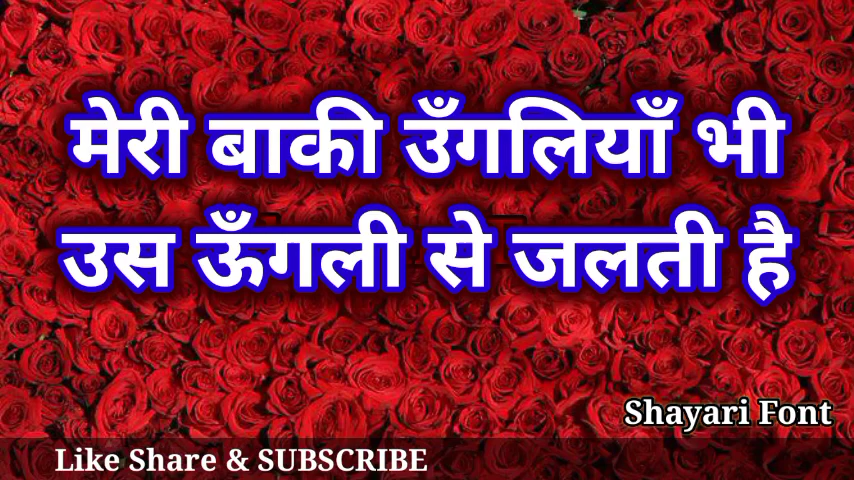 मेरी बाकी उँगलियाँ भी
उस ऊँगली से जलती है
Shayari Font
Like Share & SUBSCRIBE